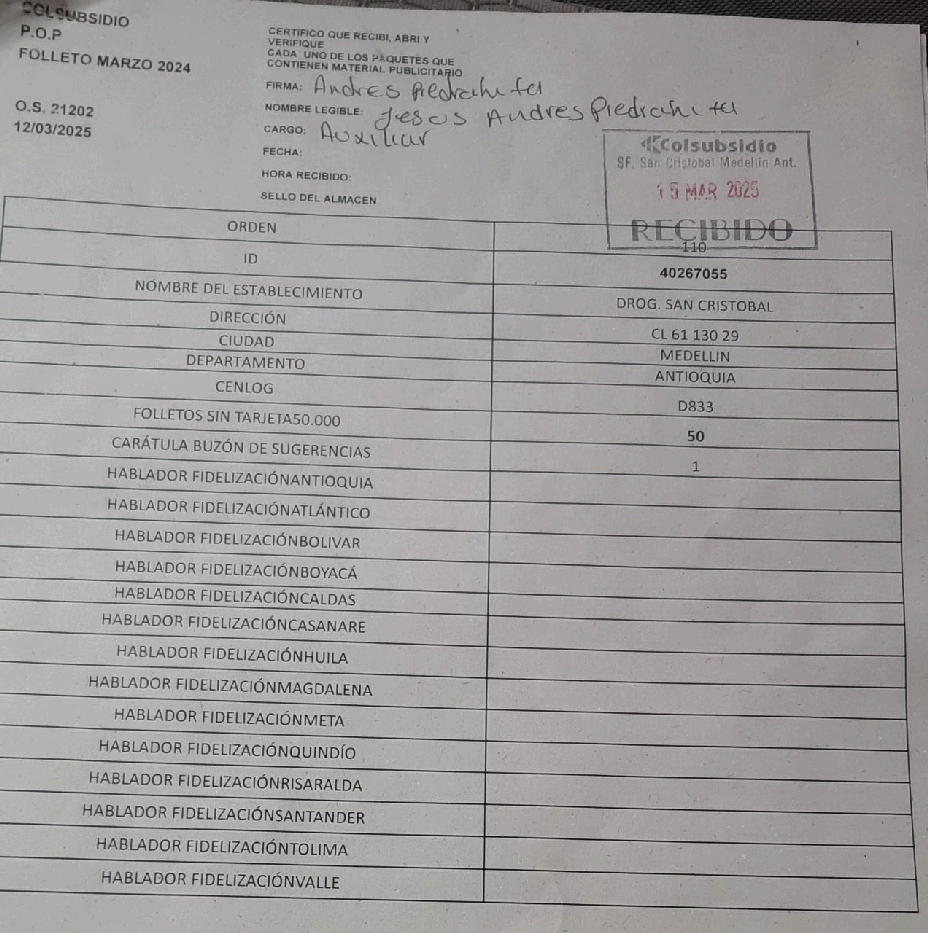 COLSUBSIDIO
P.O.P
FOLLETO MARZO 2024
O.S. 21202
12/03/2025
CERTIFICO QUE RECIBI, ABRI Y
VERIFIQUE
CADA UNO DE LOS PAQUETES QUE
CONTIENEN MATERIAL PUBLICITARIO
FIRMA: Andres Piedrahita
NOMBRE LEGIBLE: Jesus Andres Piedrahita
CARGO: Auxiliar
FECHA:
HORA RECIBIDO:
SELLO DEL ALMACEN
Colsubsidio
SF. San Cristobal Medellin Ant.
15 MAR 2025
RECIBIDO
ORDEN 110
ID 40267055
NOMBRE DEL ESTABLECIMIENTO DROG. SAN CRISTOBAL
DIRECCIÓN CL 61 130 29
CIUDAD MEDELLIN
DEPARTAMENTO ANTIOQUIA
CENLOG D833
FOLLETOS SIN TARJETA50.000 50
CARÁTULA BUZÓN DE SUGERENCIAS 1
HABLADOR FIDELIZACIÓNANTIOQUIA
HABLADOR FIDELIZACIÓNATLÁNTICO
HABLADOR FIDELIZACIÓNBOLIVAR
HABLADOR FIDELIZACIÓNBOYACÁ
HABLADOR FIDELIZACIÓNCALDAS
HABLADOR FIDELIZACIÓNCASANARE
HABLADOR FIDELIZACIÓNHUILA
HABLADOR FIDELIZACIÓNMAGDALENA
HABLADOR FIDELIZACIÓNMETA
HABLADOR FIDELIZACIÓNQUINDÍO
HABLADOR FIDELIZACIÓNRISARALDA
HABLADOR FIDELIZACIÓNSANTANDER
HABLADOR FIDELIZACIÓNTOLIMA
HABLADOR FIDELIZACIÓNVALLE